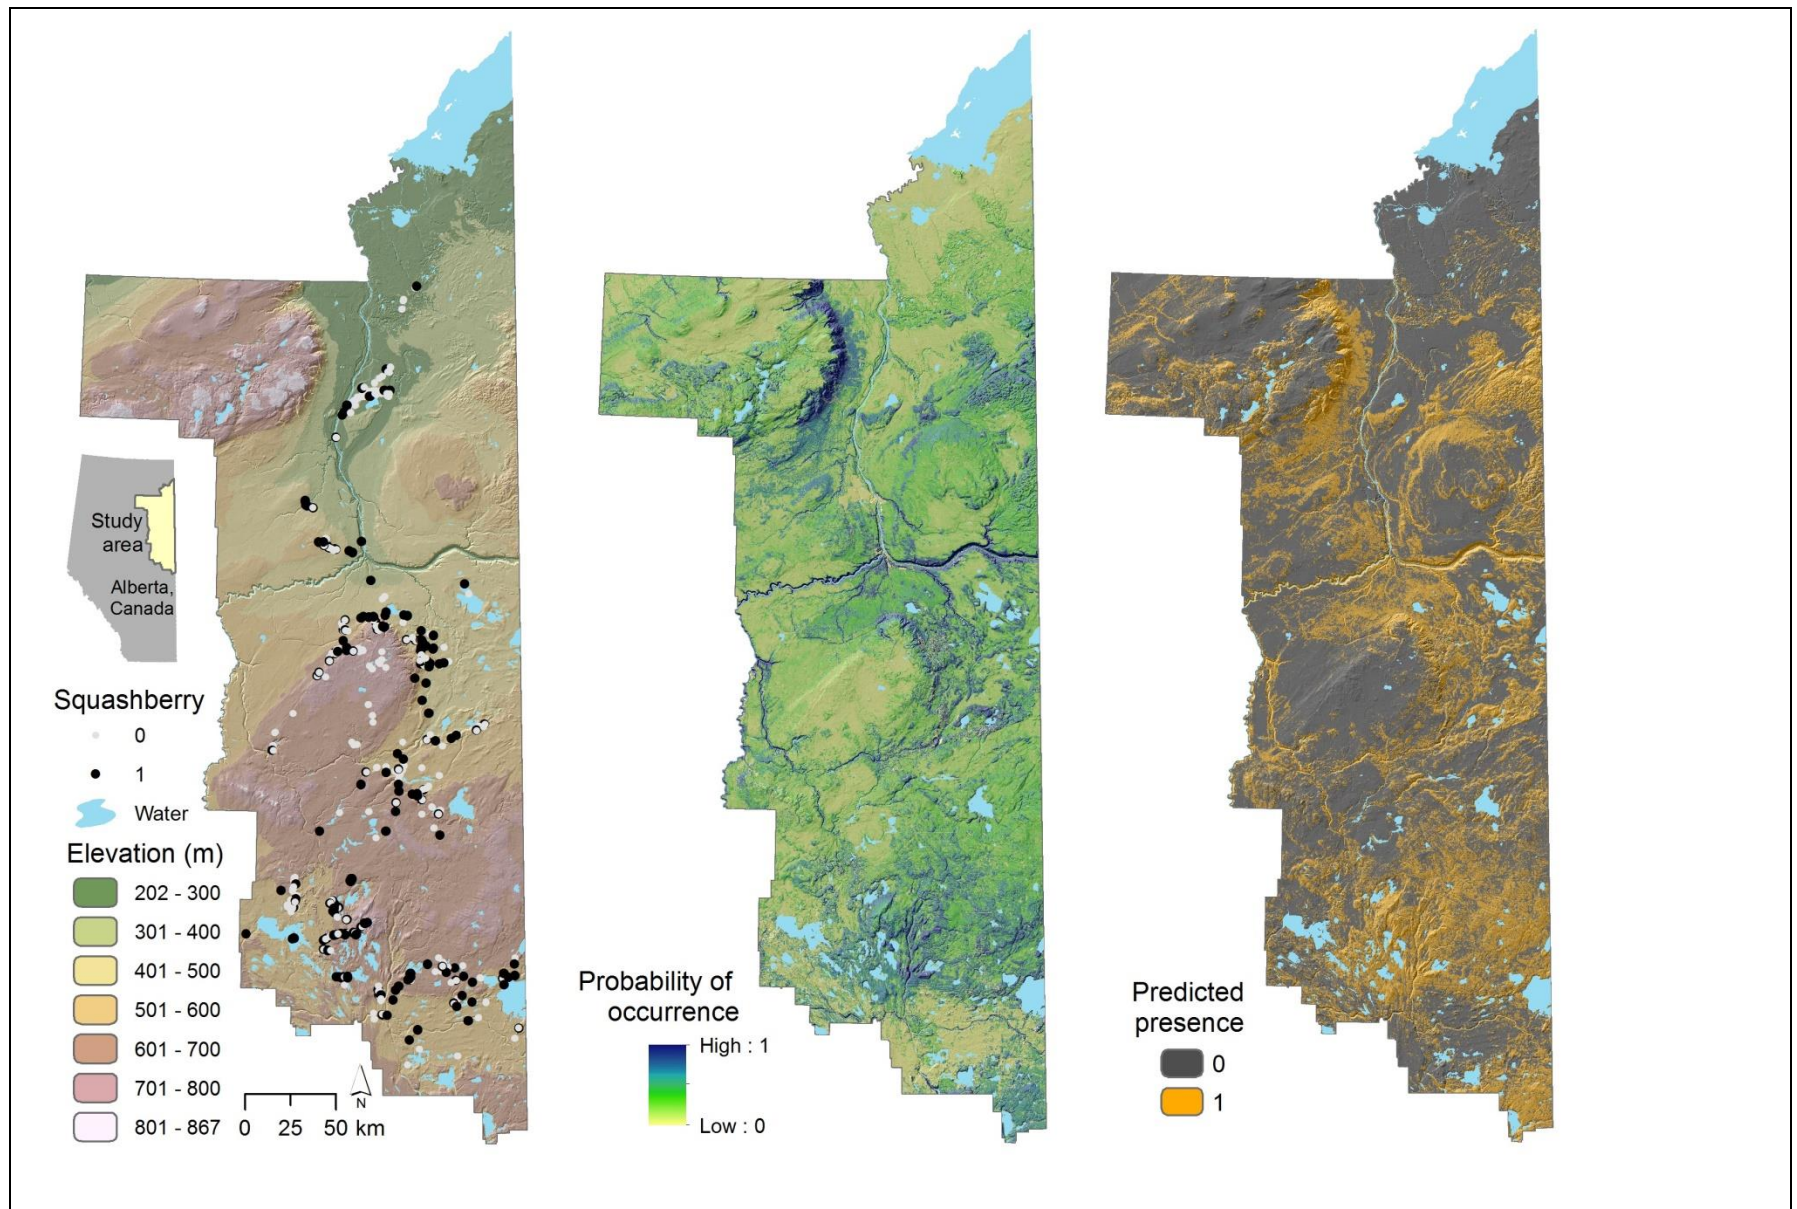 Study
area
Alberta,
Canada
Squashberry
0
1
Water
Elevation (m)
202 - 300
301 - 400
401 - 500
501 - 600
601 - 700
701 - 800
801 - 867
N
0 25 50 km
Probability of
occurrence
High : 1
Low : 0
Predicted
presence
0
1